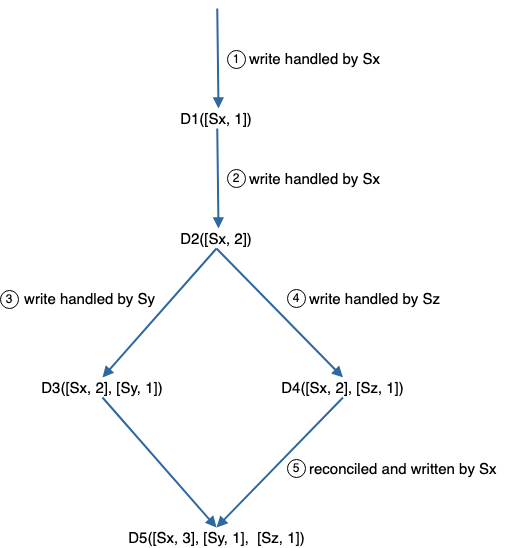 ① write handled by Sx
D1([Sx, 1])
② write handled by Sx
D2([Sx, 2])
③ write handled by Sy
④ write handled by Sz
D3([Sx, 2], [Sy, 1])
D4([Sx, 2], [Sz, 1])
⑤ reconciled and written by Sx
D5([Sx, 3], [Sy, 1], [Sz, 1])